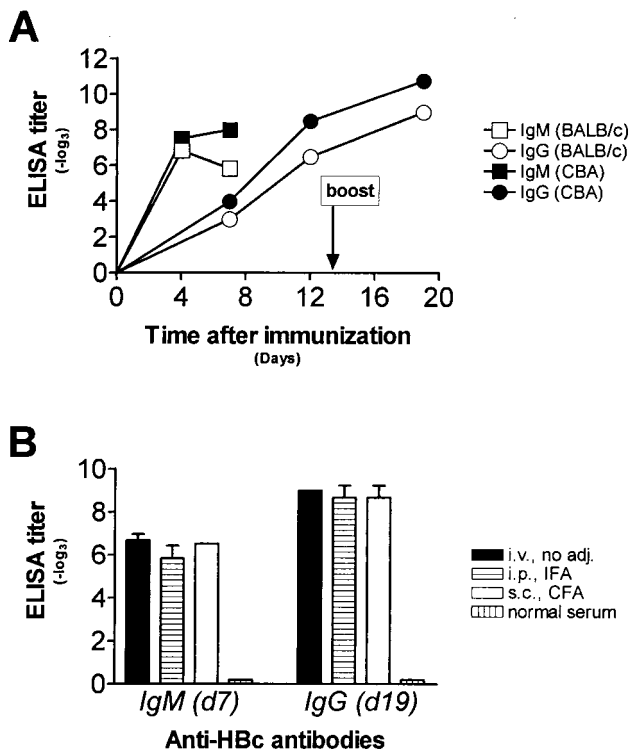 A
ELISA titer
(-log3)
12
10
8
6
4
2
0
0
4
8
12
16
20
boost
Time after immunization
(Days)
IgM (BALB/c)
IgG (BALB/c)
IgM (CBA)
IgG (CBA)
B
ELISA titer
(-log3)
10
8
6
4
2
0
IgM (d7)
IgG (d19)
Anti-HBc antibodies
i.v., no adj.
i.p., IFA
s.c., CFA
normal serum